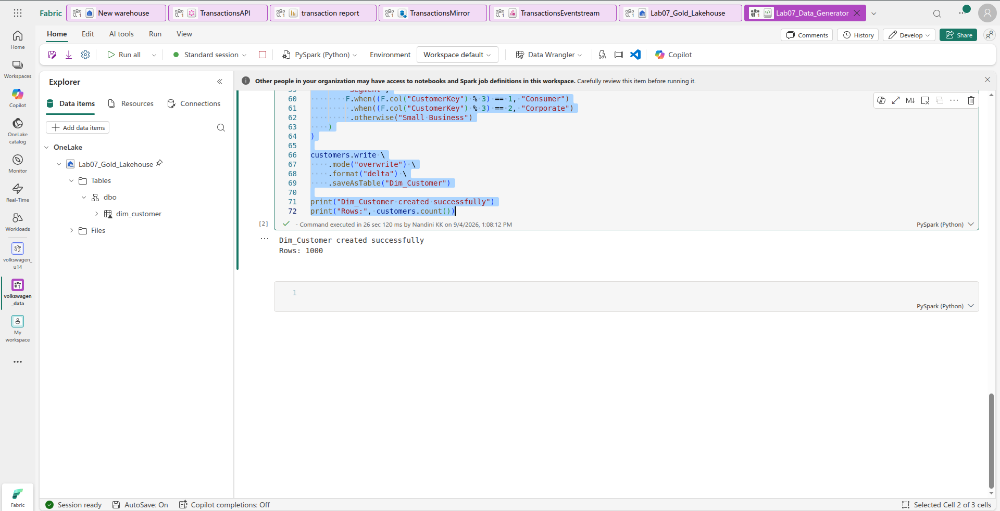 Fabric
New warehouse
TransactionsAPI
transaction report
TransactionsMirror
TransactionsEventstream
Lab07_Gold_Lakehouse
Lab07_Data_Generator
Home
Edit
AI tools
Run
View
Comments
History
Develop
Share
Run all
Standard session
PySpark (Python)
Environment
Workspace default
Data Wrangler
Copilot
Home
Workspaces
Copilot
OneLake
catalog
Monitor
Real-Time
Workloads
volkswagen_
u14
volkswagen
_data
My
workspace
Fabric
Explorer
Data items
Resources
Connections
Add data items
OneLake
Lab07_Gold_Lakehouse
Tables
dbo
dim_customer
Files
Other people in your organization may have access to notebooks and Spark job definitions in this workspace. Carefully review this item before running it.
59 "Segment",
60 F.when((F.col("CustomerKey") % 3) == 1, "Consumer")
61 .when((F.col("CustomerKey") % 3) == 2, "Corporate")
62 .otherwise("Small Business")
63 )
64 )
65
66 customers.write \
67 .mode("overwrite") \
68 .format("delta") \
69 .saveAsTable("Dim_Customer")
70
71 print("Dim_Customer created successfully")
72 print("Rows:", customers.count())
[2] - Command executed in 26 sec 120 ms by Nandini KK on 9/4/2026, 1:08:12 PM
PySpark (Python)
Dim_Customer created successfully
Rows: 1000
1
PySpark (Python)
Session ready
AutoSave: On
Copilot completions: Off
Selected Cell 2 of 3 cells